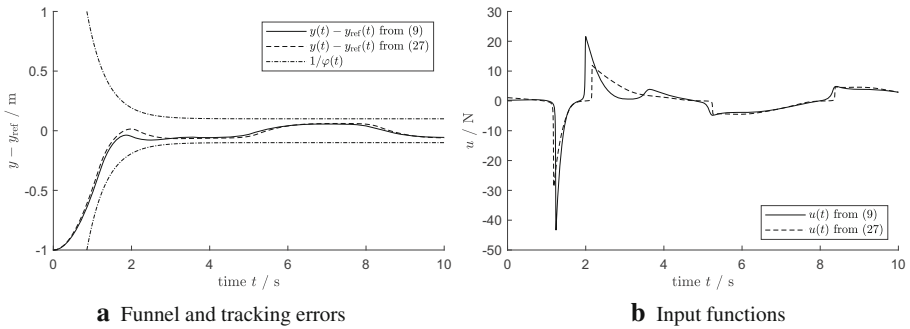 1
0.5
0
-0.5
-1
0 2 4 6 8 10
y − y_ref / m
time t / s
y(t) − y_ref(t) from (9)
y(t) − y_ref(t) from (27)
1/φ(t)
a Funnel and tracking errors
30
20
10
0
-10
-20
-30
-40
-50
0 2 4 6 8 10
u / N
time t / s
u(t) from (9)
u(t) from (27)
b Input functions